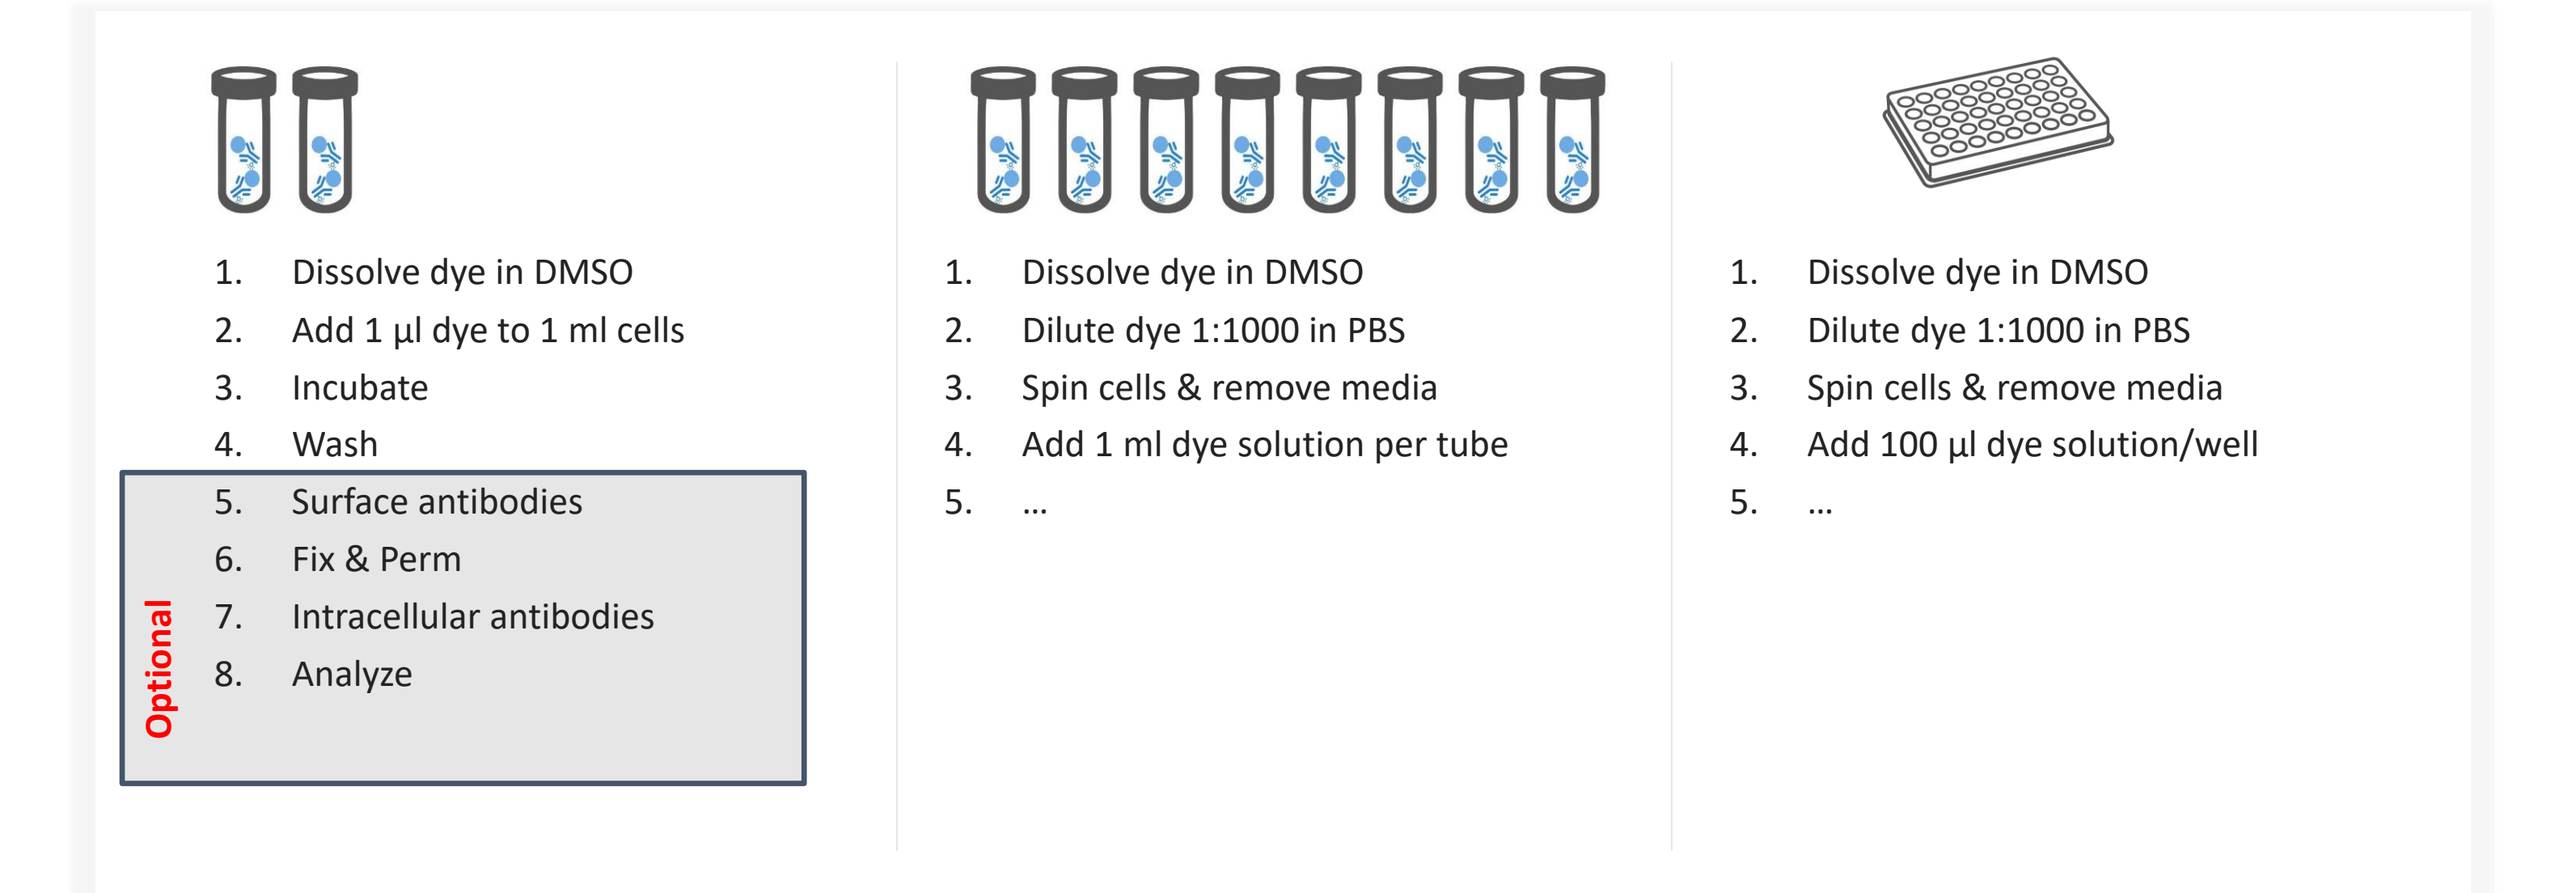 1. Dissolve dye in DMSO
2. Add 1 µl dye to 1 ml cells
3. Incubate
4. Wash
5. Surface antibodies
6. Fix & Perm
7. Intracellular antibodies
8. Analyze
Optional
1. Dissolve dye in DMSO
2. Dilute dye 1:1000 in PBS
3. Spin cells & remove media
4. Add 1 ml dye solution per tube
5. ...
1. Dissolve dye in DMSO
2. Dilute dye 1:1000 in PBS
3. Spin cells & remove media
4. Add 100 µl dye solution/well
5. ...